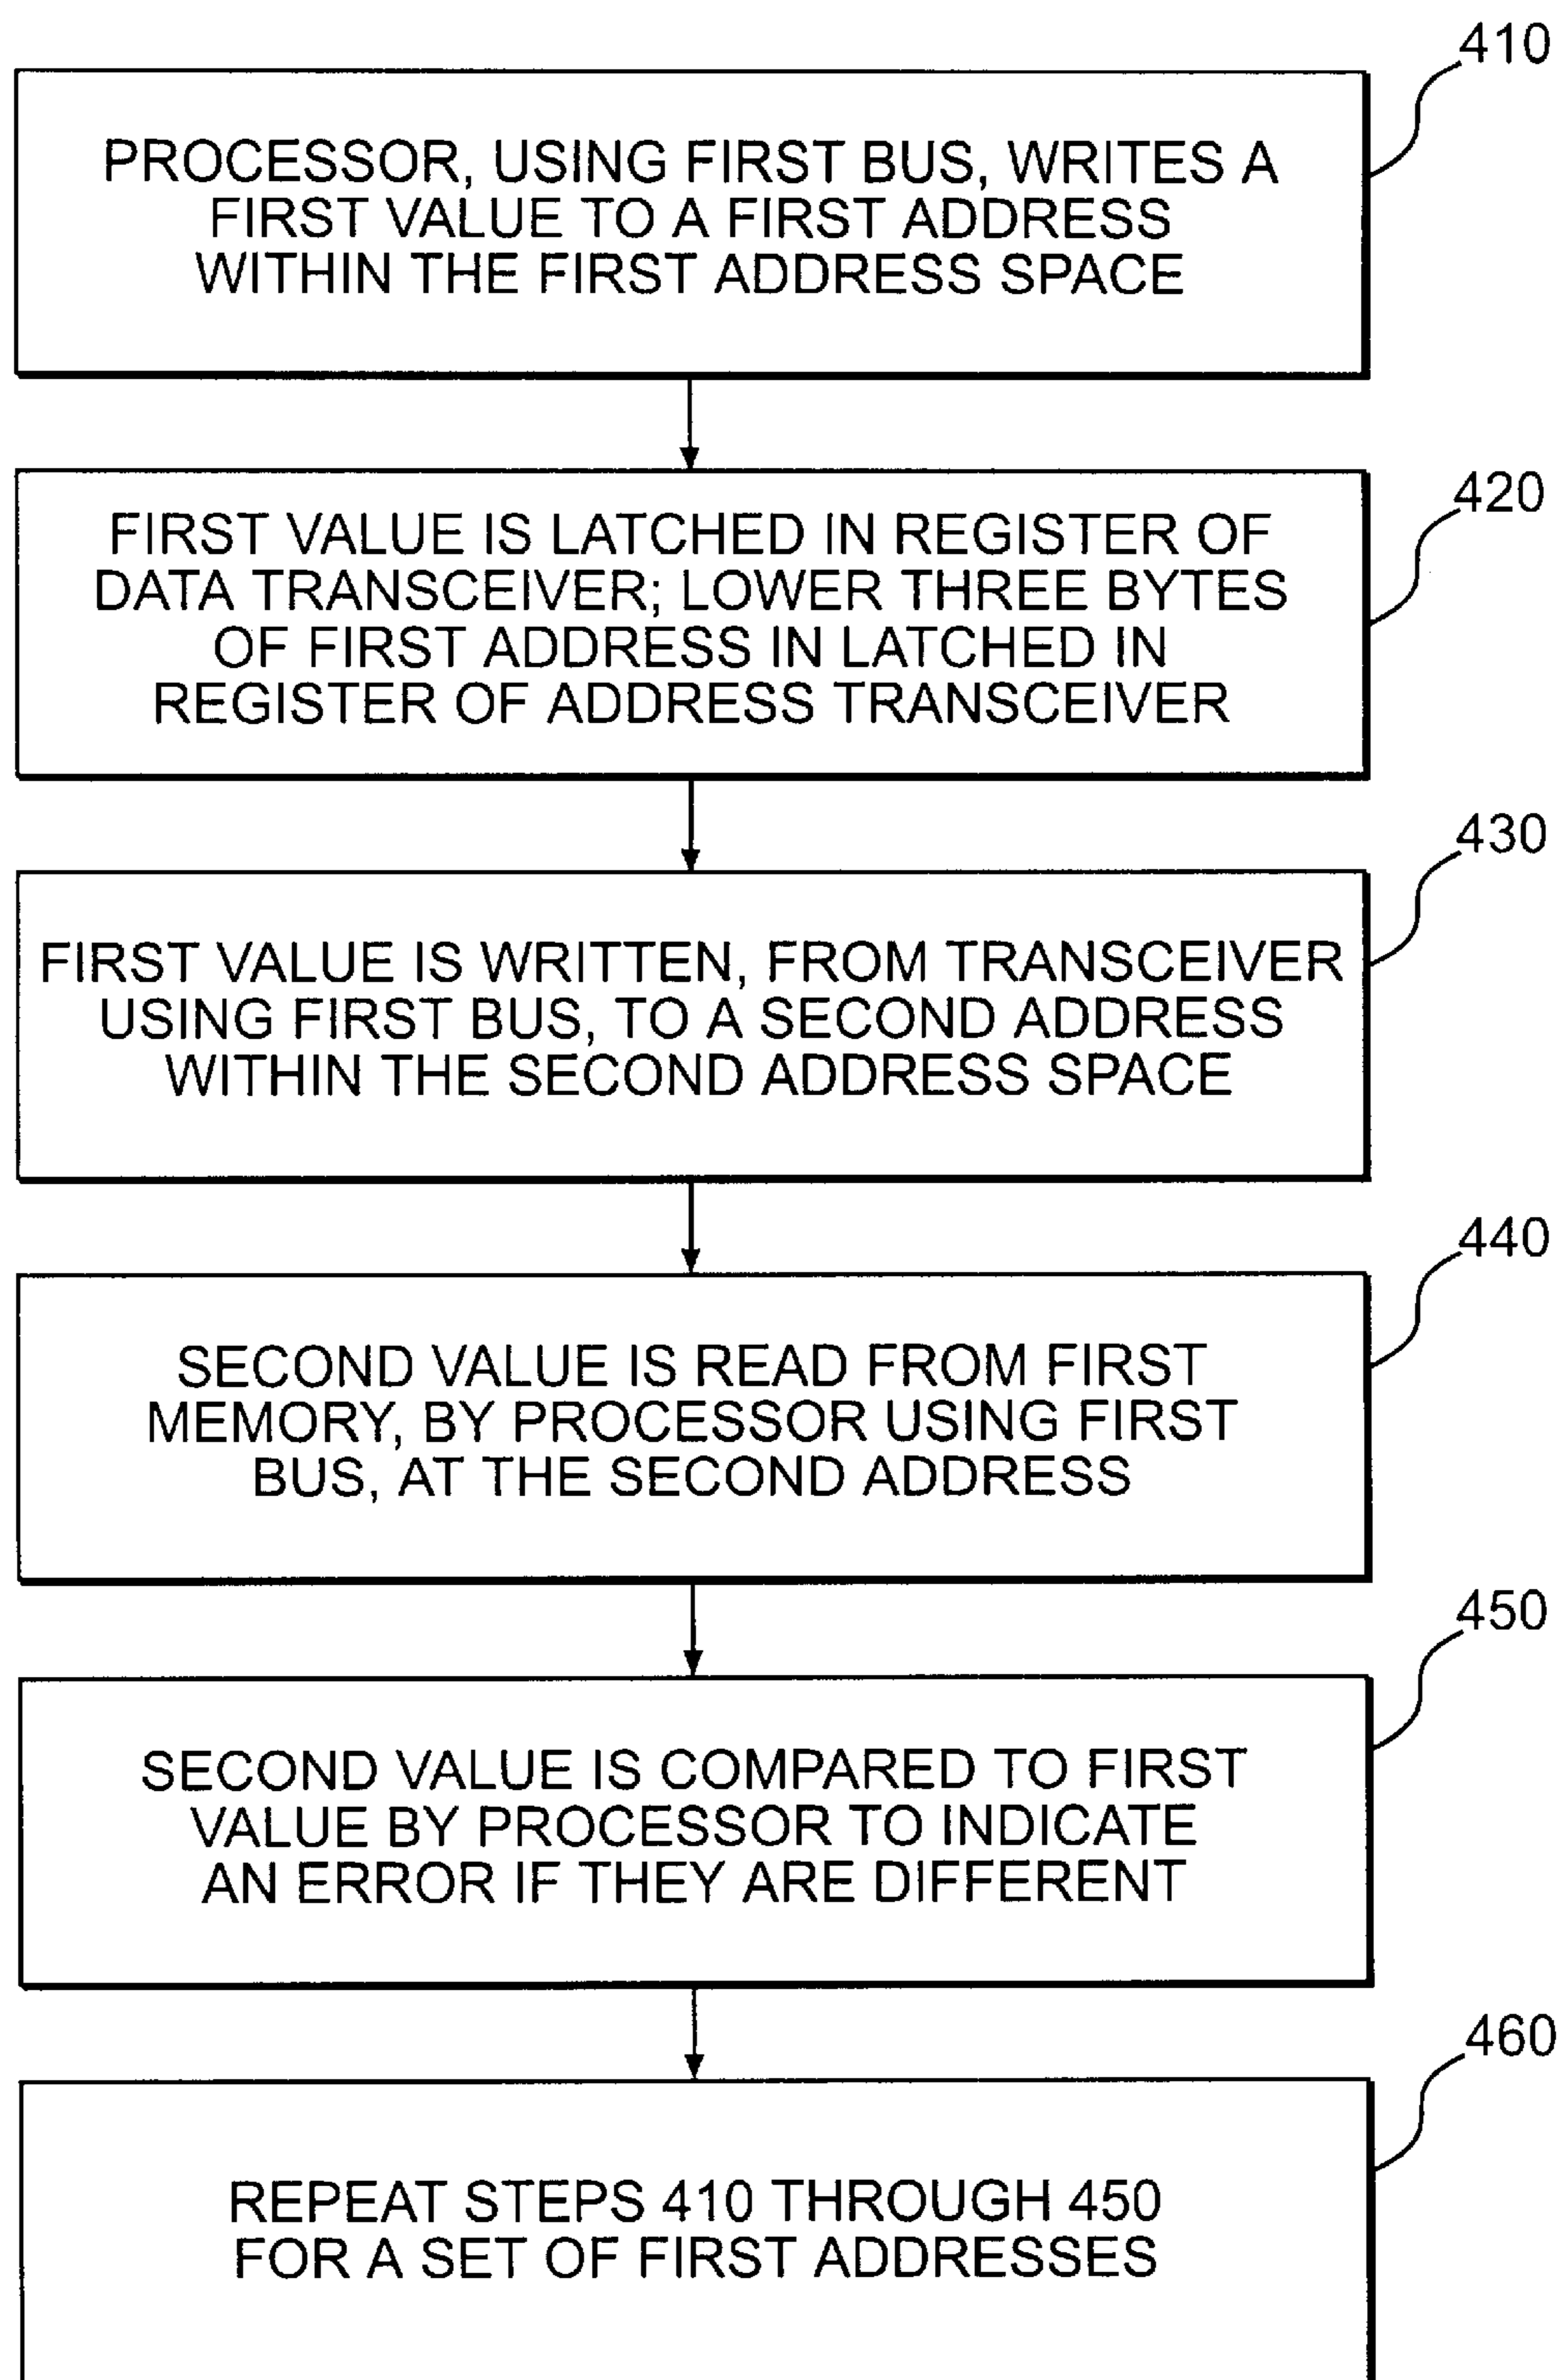 410
PROCESSOR, USING FIRST BUS, WRITES A
FIRST VALUE TO A FIRST ADDRESS
WITHIN THE FIRST ADDRESS SPACE
420
FIRST VALUE IS LATCHED IN REGISTER OF
DATA TRANSCEIVER; LOWER THREE BYTES
OF FIRST ADDRESS IN LATCHED IN
REGISTER OF ADDRESS TRANSCEIVER
430
FIRST VALUE IS WRITTEN, FROM TRANSCEIVER
USING FIRST BUS, TO A SECOND ADDRESS
WITHIN THE SECOND ADDRESS SPACE
440
SECOND VALUE IS READ FROM FIRST
MEMORY, BY PROCESSOR USING FIRST
BUS, AT THE SECOND ADDRESS
450
SECOND VALUE IS COMPARED TO FIRST
VALUE BY PROCESSOR TO INDICATE
AN ERROR IF THEY ARE DIFFERENT
460
REPEAT STEPS 410 THROUGH 450
FOR A SET OF FIRST ADDRESSES